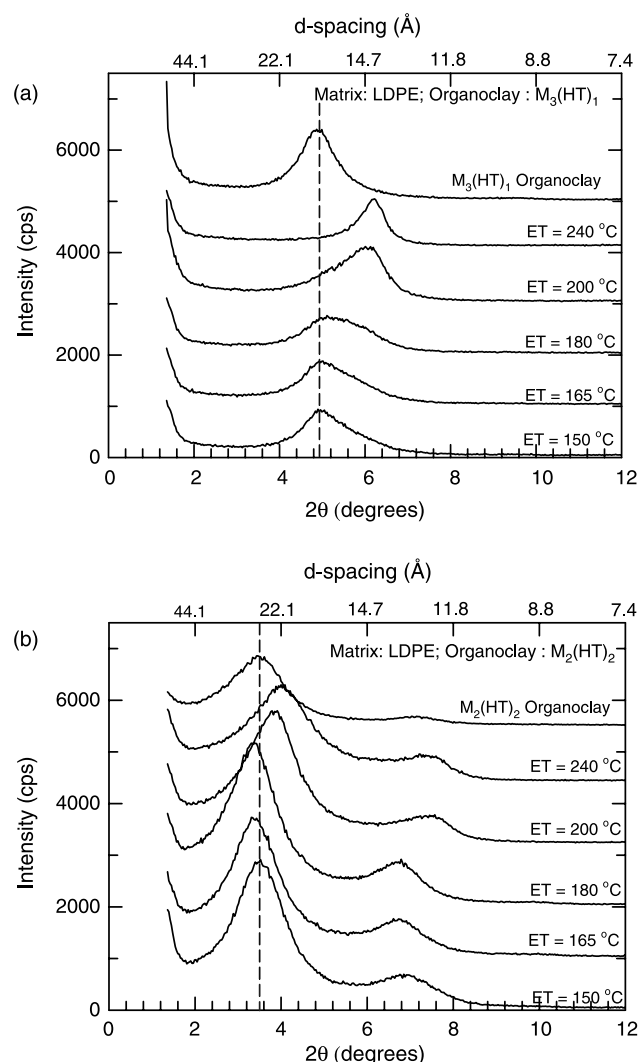 d-spacing (Å)
44.1 22.1 14.7 11.8 8.8 7.4
(a)
Matrix: LDPE; Organoclay : M₃(HT)₁
M₃(HT)₁ Organoclay
ET = 240 °C
ET = 200 °C
ET = 180 °C
ET = 165 °C
ET = 150 °C
Intensity (cps)
6000
4000
2000
0
0 2 4 6 8 10 12
2θ (degrees)
d-spacing (Å)
44.1 22.1 14.7 11.8 8.8 7.4
(b)
Matrix: LDPE; Organoclay : M₂(HT)₂
M₂(HT)₂ Organoclay
ET = 240 °C
ET = 200 °C
ET = 180 °C
ET = 165 °C
ET = 150 °C
Intensity (cps)
6000
4000
2000
0
0 2 4 6 8 10 12
2θ (degrees)